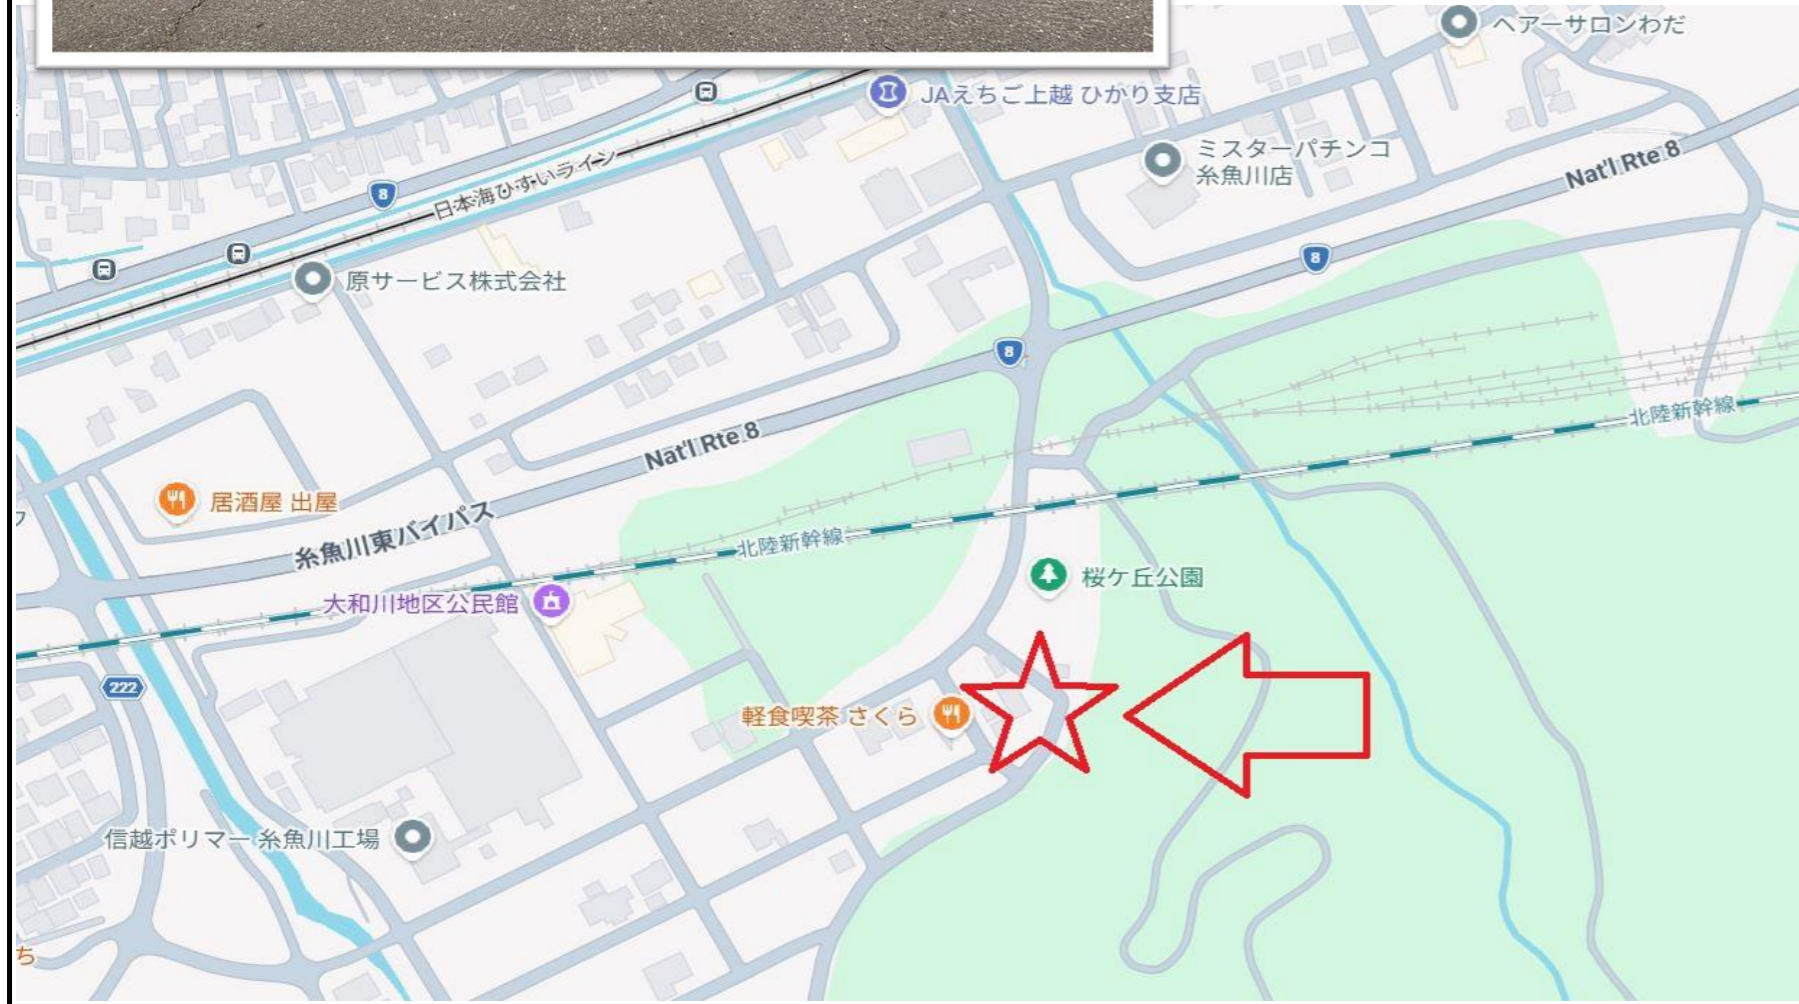 ヘアーサロンわだ
JAえちご上越 ひかり支店
ミスターパチンコ
糸魚川店
Nat'l Rte 8
8
日本海ひすいライン
8
原サービス株式会社
8
北陸新幹線
Nat'l Rte 8
居酒屋 出屋
糸魚川東バイパス
北陸新幹線
桜ケ丘公園
大和川地区公民館
222
軽食喫茶 さくら
信越ポリマー 糸魚川工場
ち